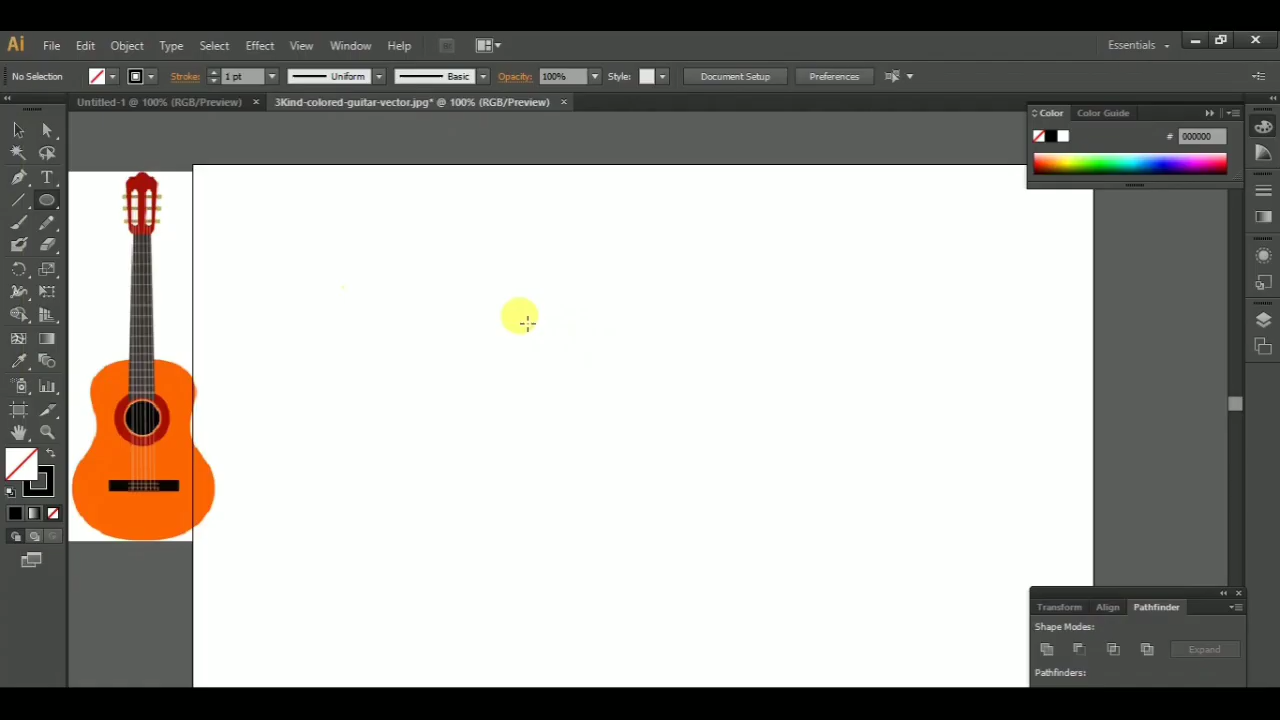 Ai File Edit Object Type Select Effect View Window Help Essentials
No Selection Stroke: 1 pt Uniform Basic Opacity: 100% Style: Document Setup Preferences
Untitled-1 @ 100% (RGB/Preview) 3Kind-colored-guitar-vector.jpg* @ 100% (RGB/Preview)
Color Color Guide
# 000000
Transform Align Pathfinder
Shape Modes:
Expand
Pathfinders: